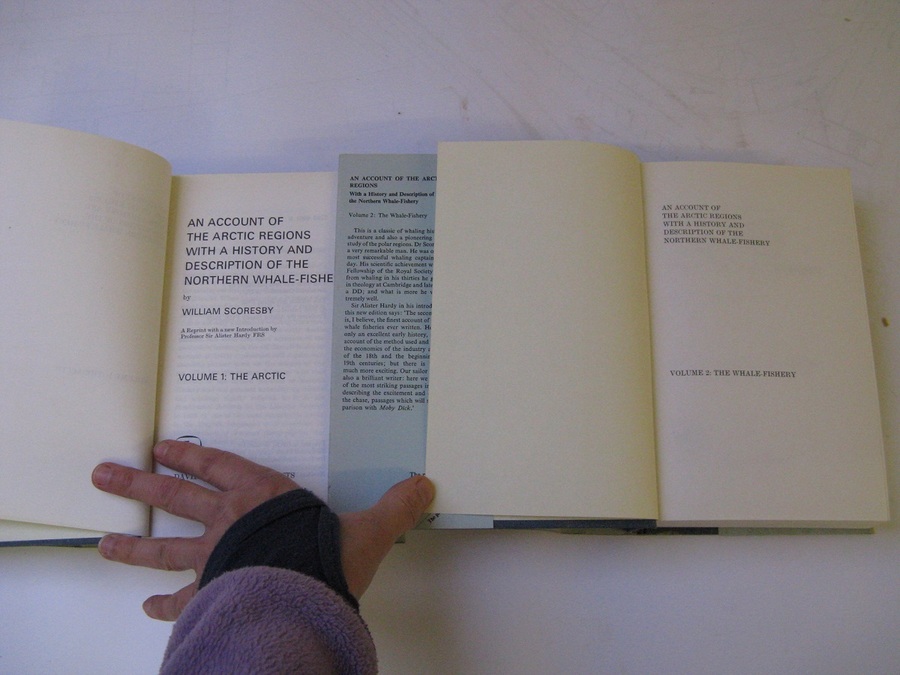 AN ACCOUNT OF
THE ARCTIC REGIONS
WITH A HISTORY AND
DESCRIPTION OF THE
NORTHERN WHALE-FISHE
by
WILLIAM SCORESBY
A Reprint with a new Introduction by
Professor Sir Alister Hardy FRS
VOLUME 1: THE ARCTIC
AN ACCOUNT OF THE ARC
REGIONS
With a History and Description of
the Northern Whale-Fishery
Volume 2: The Whale-Fishery
This is a classic of whaling his
adventure and also a pioneering
study of the polar regions. Dr Scor
a very remarkable man. He was o
most successful whaling captain
day. His scientific achievement w
Fellowship of the Royal Society
from whaling in his thirties he g
in theology at Cambridge and late
a DD; and what is more he w
tremely well.
Sir Alister Hardy in his introd
this new edition says: 'The secon
is, I believe, the finest account of
whale fisheries ever written. He
only an excellent early history,
account of the method used and
the economics of the industry
of the 18th and the beginnin
19th centuries; but there is
much more exciting. Our sailor
also a brilliant writer: here we
of the most striking passages i
describing the excitement and
the chase, passages which will
parison with Moby Dick.'
AN ACCOUNT OF
THE ARCTIC REGIONS
WITH A HISTORY AND
DESCRIPTION OF THE
NORTHERN WHALE-FISHERY
VOLUME 2: THE WHALE-FISHERY